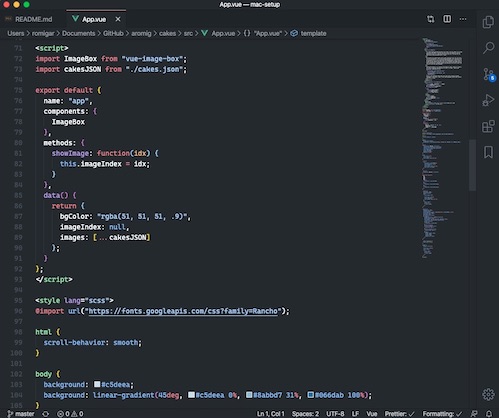 App.vue — mac-setup
README.md
App.vue
Users > romigar > Documents > GitHub > aromig > cakes > src > App.vue > {} "App.vue" > template
71 <script>
72 import ImageBox from "vue-image-box";
73 import cakesJSON from "./cakes.json";
74
75 export default {
76 name: "app",
77 components: {
78 ImageBox
79 },
80 methods: {
81 showImage: function(idx) {
82 this.imageIndex = idx;
83 }
84 },
85 data() {
86 return {
87 bgColor: "rgba(51, 51, 51, .9)",
88 imageIndex: null,
89 images: [...cakesJSON]
90 };
91 }
92 };
93 </script>
94
95 <style lang="scss">
96 @import url("https://fonts.googleapis.com/css?family=Rancho");
97
98 html {
99 scroll-behavior: smooth;
100 }
101
102 body {
103 background: #c5deea;
104 background: linear-gradient(45deg, #c5deea 0%, #8abbd7 31%, #066dab 100%);
master 0 0 Ln 1, Col 1 Spaces: 2 UTF-8 LF Vue Prettier: ✓ Formatting: ✓